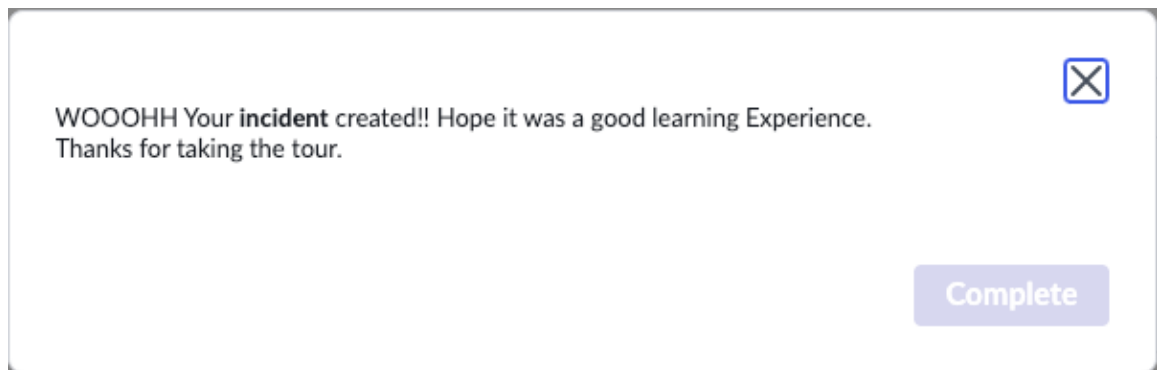 WOOOHH Your incident created!! Hope it was a good learning Experience.
Thanks for taking the tour.
Complete